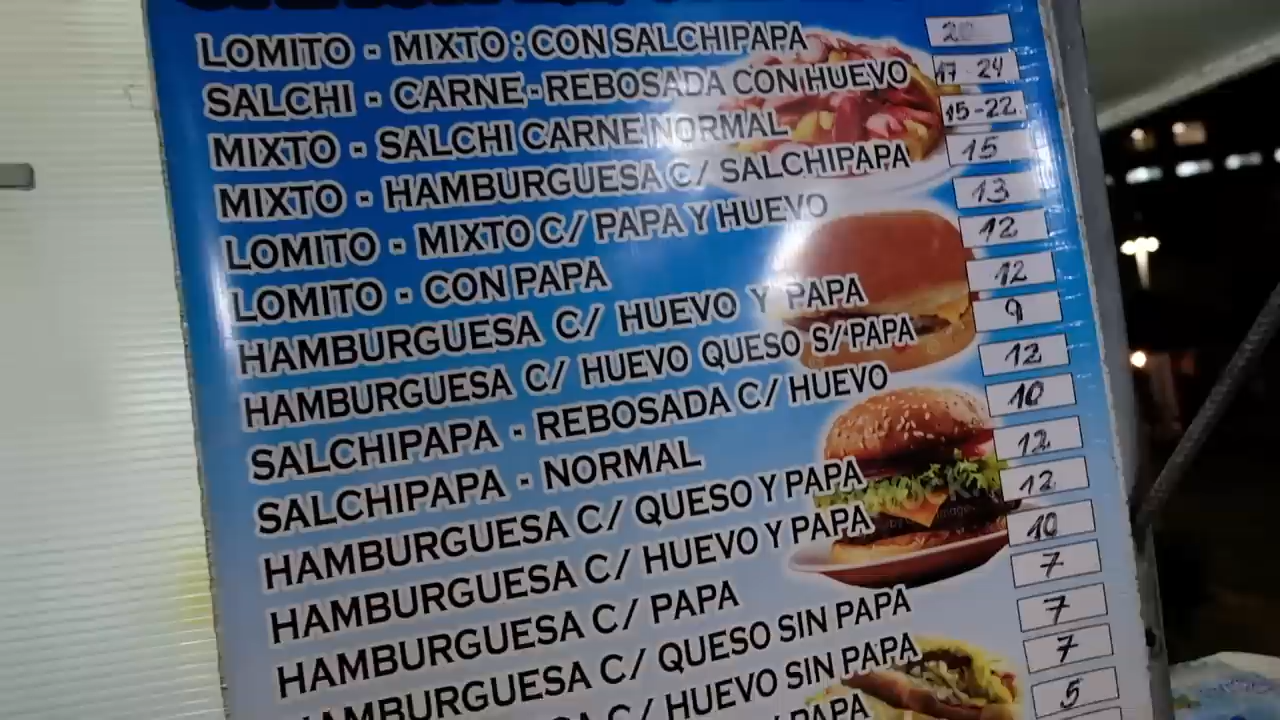 LOMITO - MIXTO : CON SALCHIPAPA 20
SALCHI - CARNE - REBOSADA CON HUEVO 17-24
MIXTO - SALCHI CARNE NORMAL 15-22
MIXTO - HAMBURGUESA C/ SALCHIPAPA 15
LOMITO - MIXTO C/ PAPA Y HUEVO 13
LOMITO - CON PAPA 12
HAMBURGUESA C/ HUEVO Y PAPA 12
HAMBURGUESA C/ HUEVO QUESO S/PAPA 9
SALCHIPAPA - REBOSADA C/ HUEVO 12
SALCHIPAPA - NORMAL 10
HAMBURGUESA C/ QUESO Y PAPA 12
HAMBURGUESA C/ HUEVO Y PAPA 12
HAMBURGUESA C/ PAPA 10
HAMBURGUESA C/ QUESO SIN PAPA 7
C/ HUEVO SIN PAPA 7
PAPA 7
5